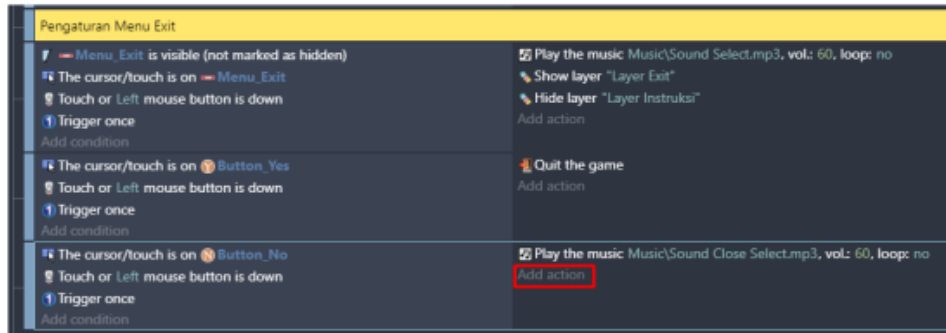 Pengaturan Menu Exit
Menu_Exit is visible (not marked as hidden)
Play the music Music\Sound Select.mp3, vol.: 60, loop: no
The cursor/touch is on Menu_Exit
Show layer "Layer Exit"
Touch or Left mouse button is down
Hide layer "Layer Instruksi"
Trigger once
Add action
Add condition
The cursor/touch is on Button_Yes
Quit the game
Touch or Left mouse button is down
Add action
Trigger once
Add condition
The cursor/touch is on Button_No
Play the music Music\Sound Close Select.mp3, vol.: 60, loop: no
Touch or Left mouse button is down
Add action
Trigger once
Add condition